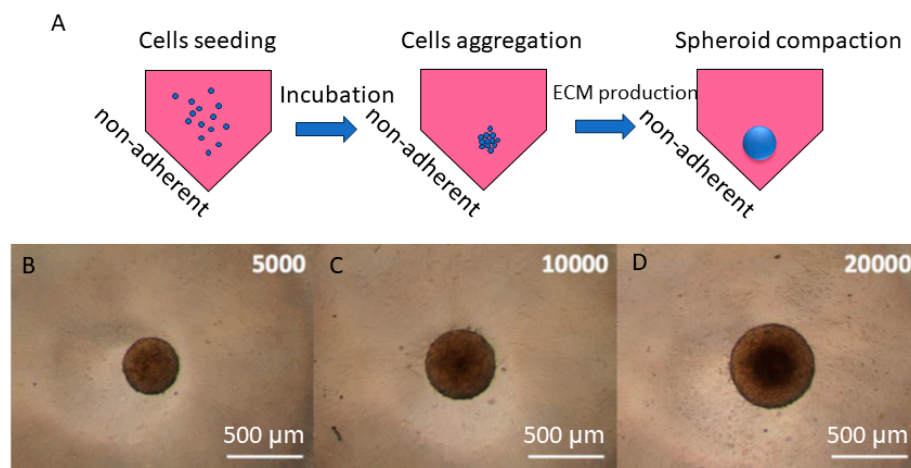 A
Cells seeding
Cells aggregation
Spheroid compaction
Incubation
ECM production
non-adherent
non-adherent
non-adherent
B
5000
C
10000
D
20000
500 µm
500 µm
500 µm